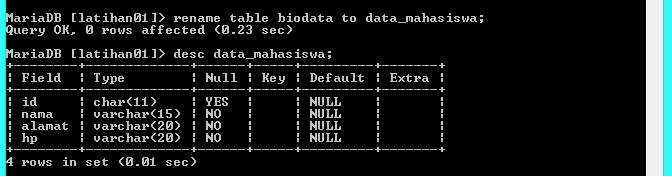 MariaDB [latihan01]> rename table biodata to data_mahasiswa;
Query OK, 0 rows affected (0.23 sec)
MariaDB [latihan01]> desc data_mahasiswa;
+--------+-------------+------+-----+---------+-------+
| Field | Type | Null | Key | Default | Extra |
+--------+-------------+------+-----+---------+-------+
| id | char(11) | YES | | NULL | |
| nama | varchar(15) | NO | | NULL | |
| alamat | varchar(20) | NO | | NULL | |
| hp | varchar(20) | NO | | NULL | |
+--------+-------------+------+-----+---------+-------+
4 rows in set (0.01 sec)